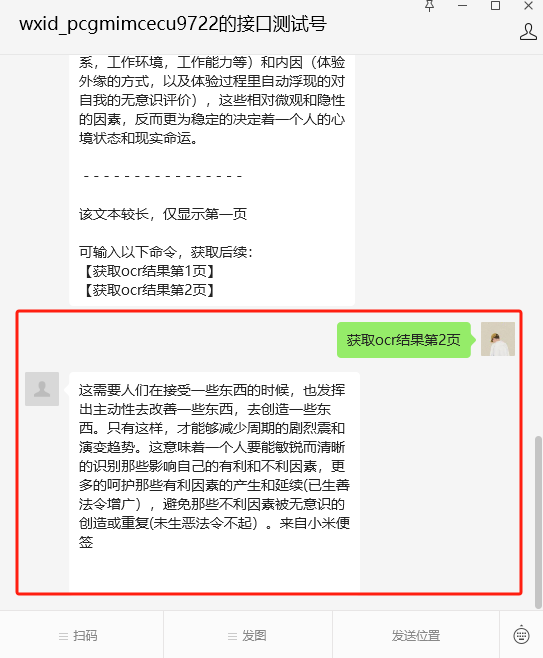 wxid_pcgmimcecu9722的接口测试号
系，工作环境，工作能力等）和内因（体验
外缘的方式，以及体验过程里自动浮现的对
自我的无意识评价），这些相对微观和隐性
的因素，反而更为稳定的决定着一个人的心
境状态和现实命运。
----------------
该文本较长，仅显示第一页
可输入以下命令，获取后续：
【获取ocr结果第1页】
【获取ocr结果第2页】
获取ocr结果第2页
这需要人们在接受一些东西的时候，也发挥
出主动性去改善一些东西，去创造一些东
西。只有这样，才能够减少周期的剧烈震和
演变趋势。这意味着一个人要能敏锐而清晰
的识别那些影响自己的有利和不利因素，更
多的呵护那些有利因素的产生和延续(已生善
法令增广），避免那些不利因素被无意识的
创造或重复(未生恶法令不起）。来自小米便
签
扫码
发图
发送位置